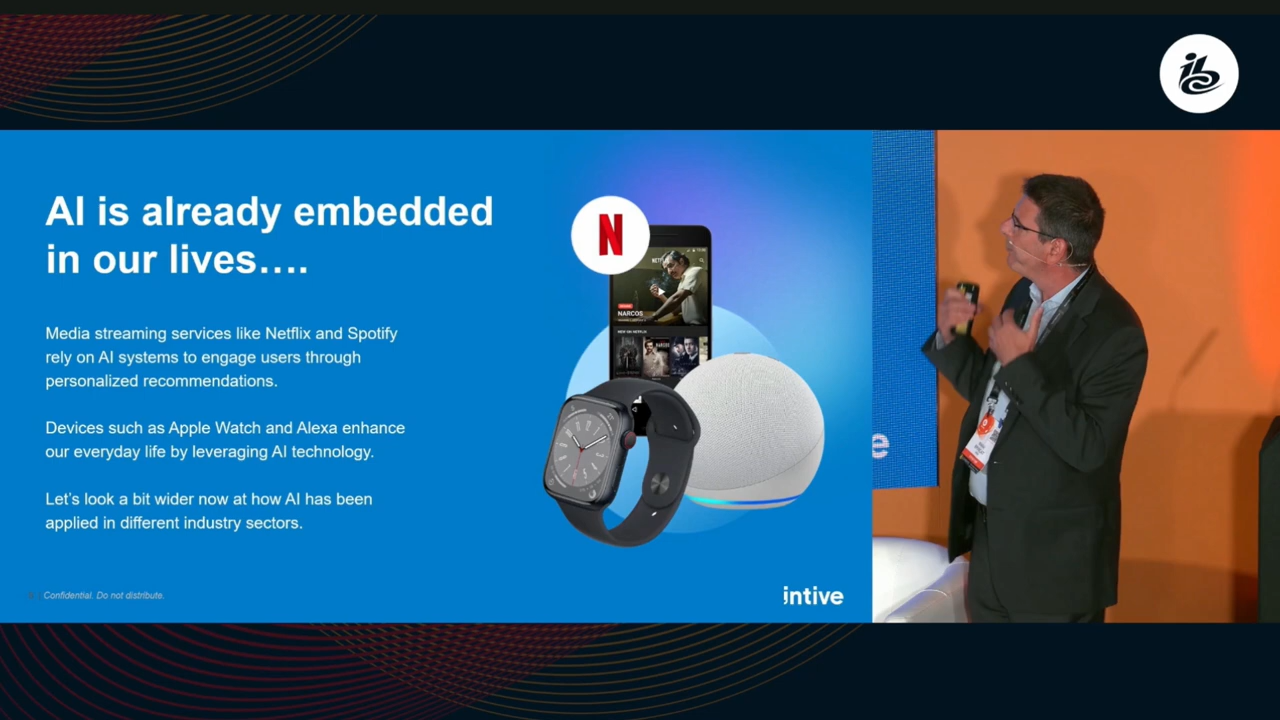 AI is already embedded
in our lives....
Media streaming services like Netflix and Spotify
rely on AI systems to engage users through
personalized recommendations.
Devices such as Apple Watch and Alexa enhance
our everyday life by leveraging AI technology.
Let's look a bit wider now at how AI has been
applied in different industry sectors.
Confidential. Do not distribute.
intive
N
NARCOS
ibc
e